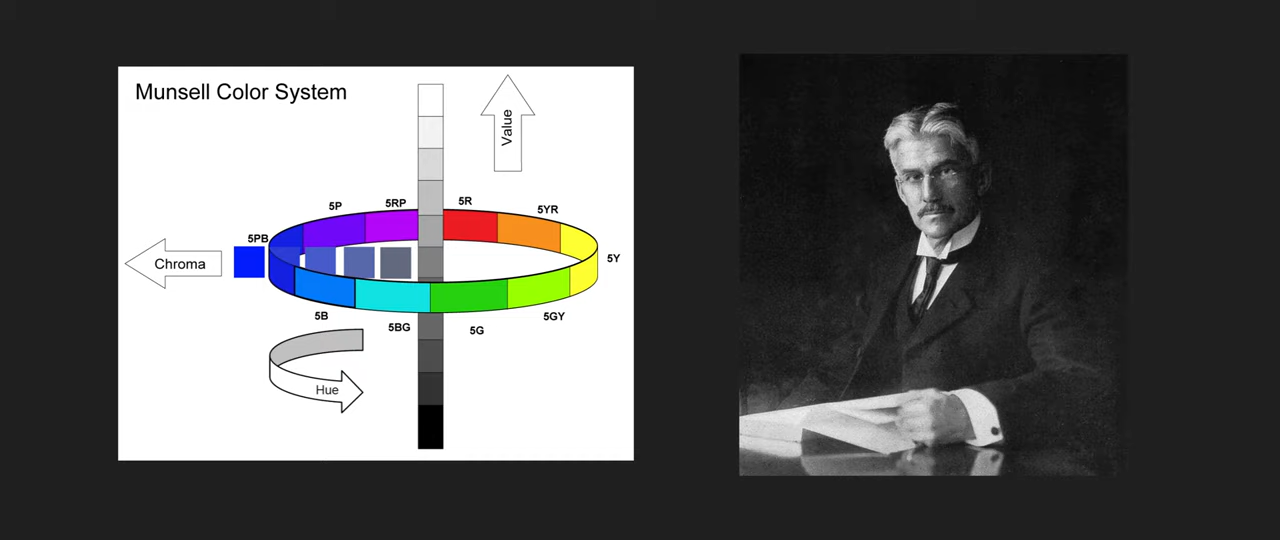 Munsell Color System
Value
5P
5RP
5R
5YR
5PB
Chroma
5Y
5B
5BG
5G
5GY
Hue